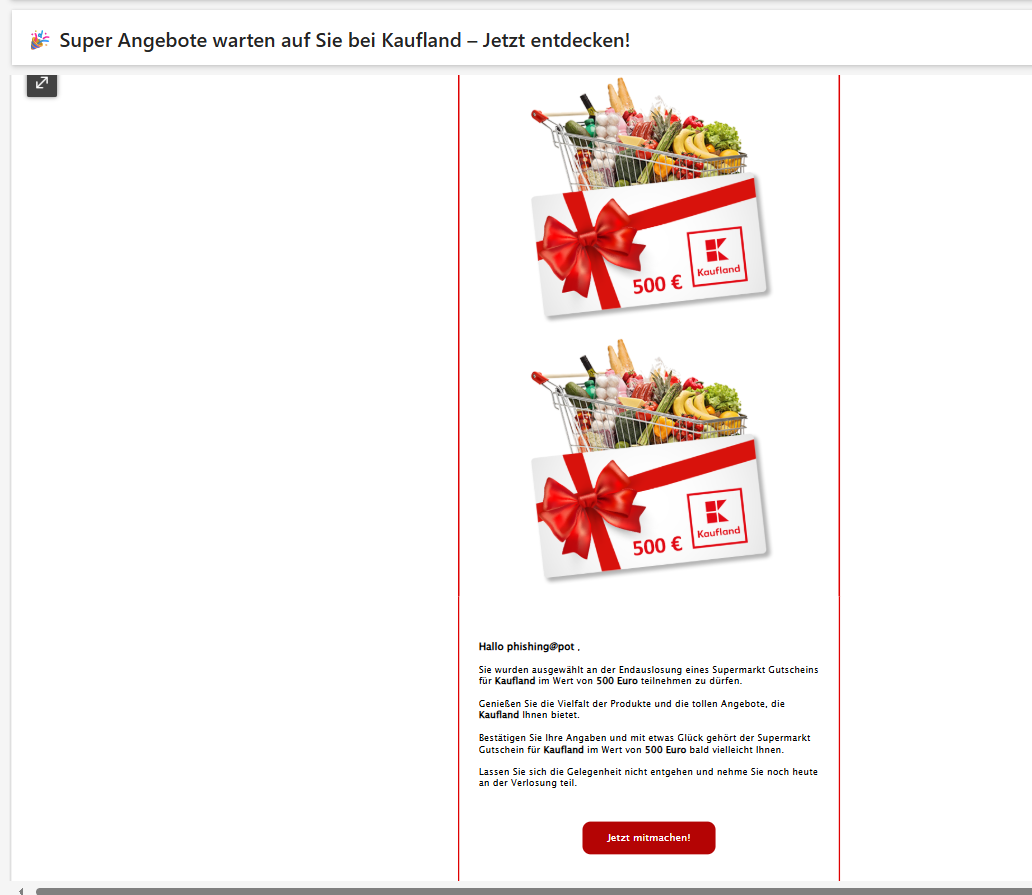 🎉 Super Angebote warten auf Sie bei Kaufland – Jetzt entdecken!
500 €
Kaufland
500 €
Kaufland
Hallo phishing@pot ,
Sie wurden ausgewählt an der Endauslosung eines Supermarkt Gutscheins
für Kaufland im Wert von 500 Euro teilnehmen zu dürfen.
Genießen Sie die Vielfalt der Produkte und die tollen Angebote, die
Kaufland Ihnen bietet.
Bestätigen Sie Ihre Angaben und mit etwas Glück gehört der Supermarkt
Gutschein für Kaufland im Wert von 500 Euro bald vielleicht Ihnen.
Lassen Sie sich die Gelegenheit nicht entgehen und nehme Sie noch heute
an der Verlosung teil.
Jetzt mitmachen!